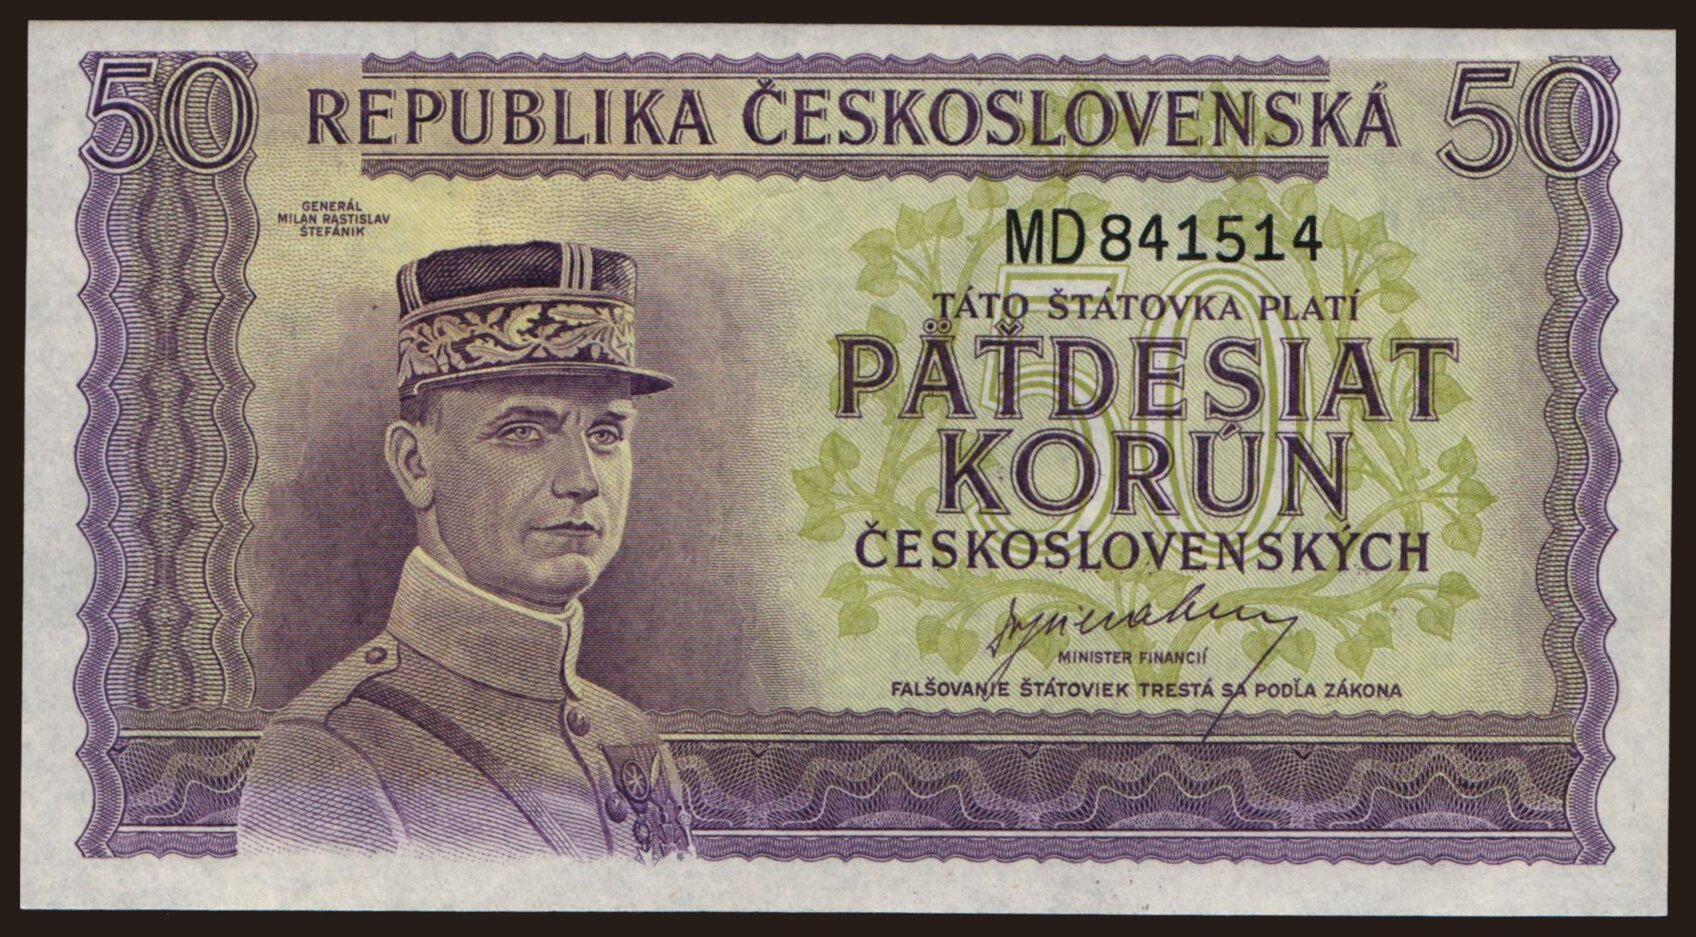 50 REPUBLIKA ČESKOSLOVENSKÁ 50
GENERÁL
MILAN RASTISLAV
ŠTEFÁNIK
MD 841514
TÁTO ŠTÁTOVKA PLATÍ
PÄŤDESIAT
KORÚN
ČESKOSLOVENSKÝCH
50
MINISTER FINANCIÍ
FALŠOVANIE ŠTÁTOVIEK TRESTÁ SA PODĽA ZÁKONA